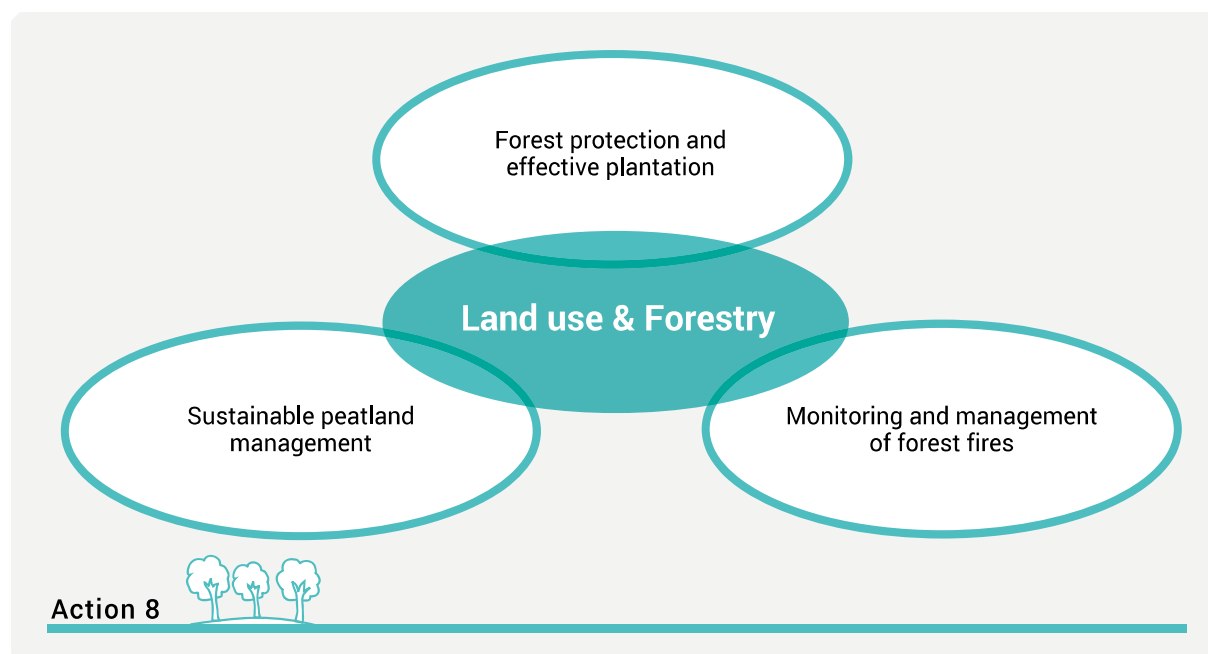 Forest protection and
effective plantation
Land use & Forestry
Sustainable peatland
management
Monitoring and management
of forest fires
Action 8